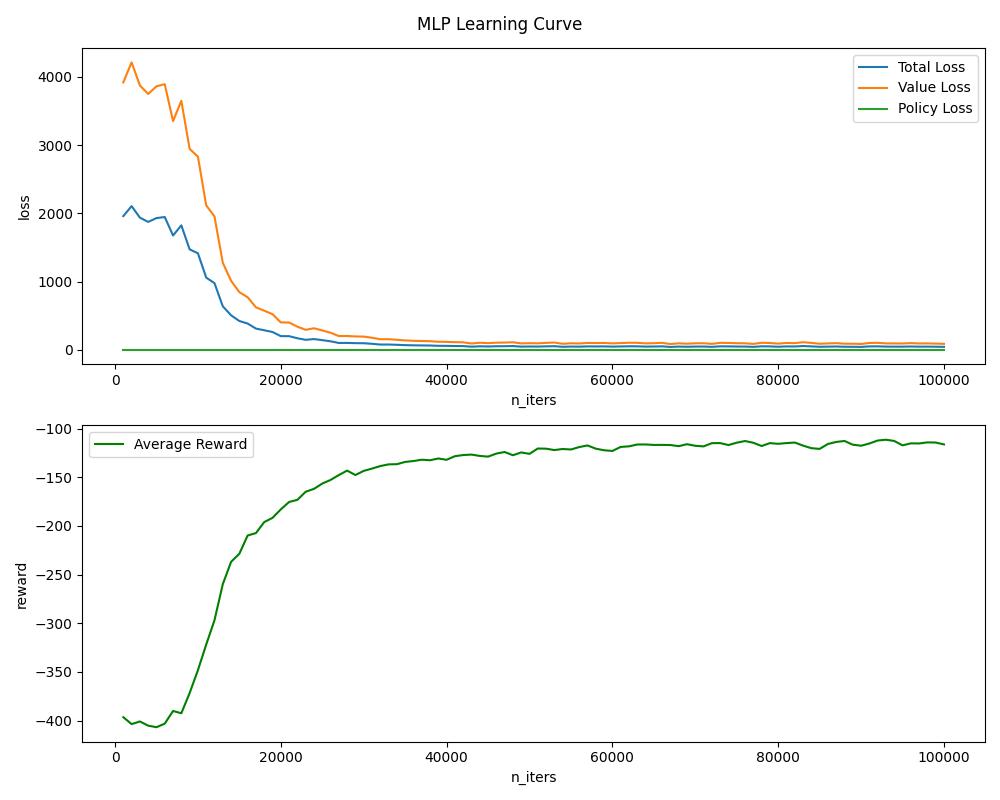 MLP Learning Curve
4000
3000
2000
1000
0
loss
Total Loss
Value Loss
Policy Loss
0 20000 40000 60000 80000 100000
n_iters
−100
−150
−200
−250
−300
−350
−400
reward
Average Reward
0 20000 40000 60000 80000 100000
n_iters